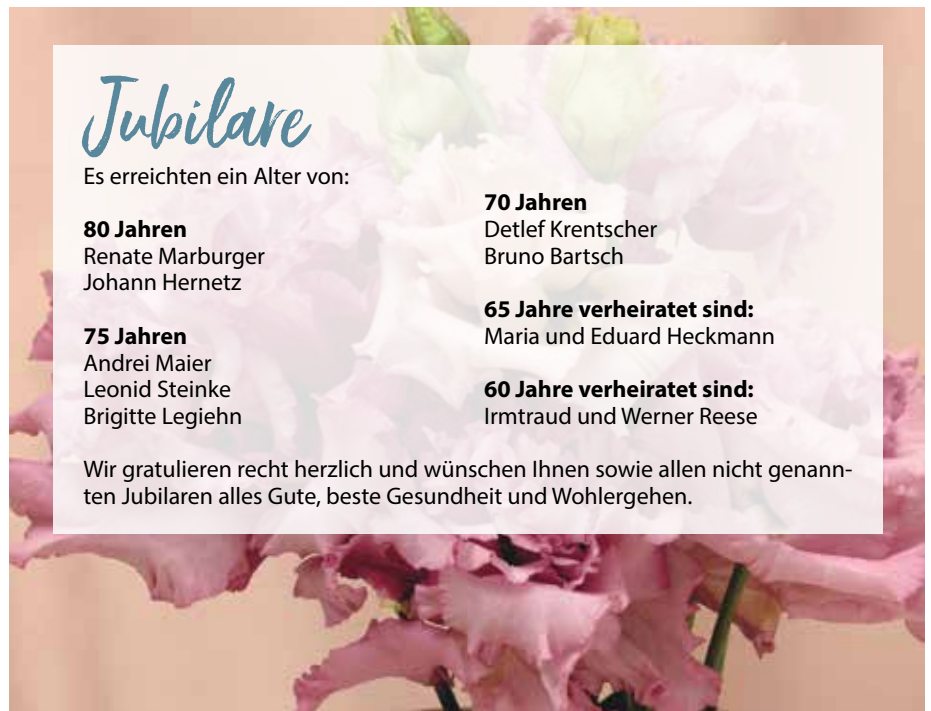 Jubilare
Es erreichten ein Alter von:
80 Jahren
Renate Marburger
Johann Hernetz
75 Jahren
Andrei Maier
Leonid Steinke
Brigitte Legiehn
70 Jahren
Detlef Krentscher
Bruno Bartsch
65 Jahre verheiratet sind:
Maria und Eduard Heckmann
60 Jahre verheiratet sind:
Irmtraud und Werner Reese
Wir gratulieren recht herzlich und wünschen Ihnen sowie allen nicht genann-
ten Jubilaren alles Gute, beste Gesundheit und Wohlergehen.